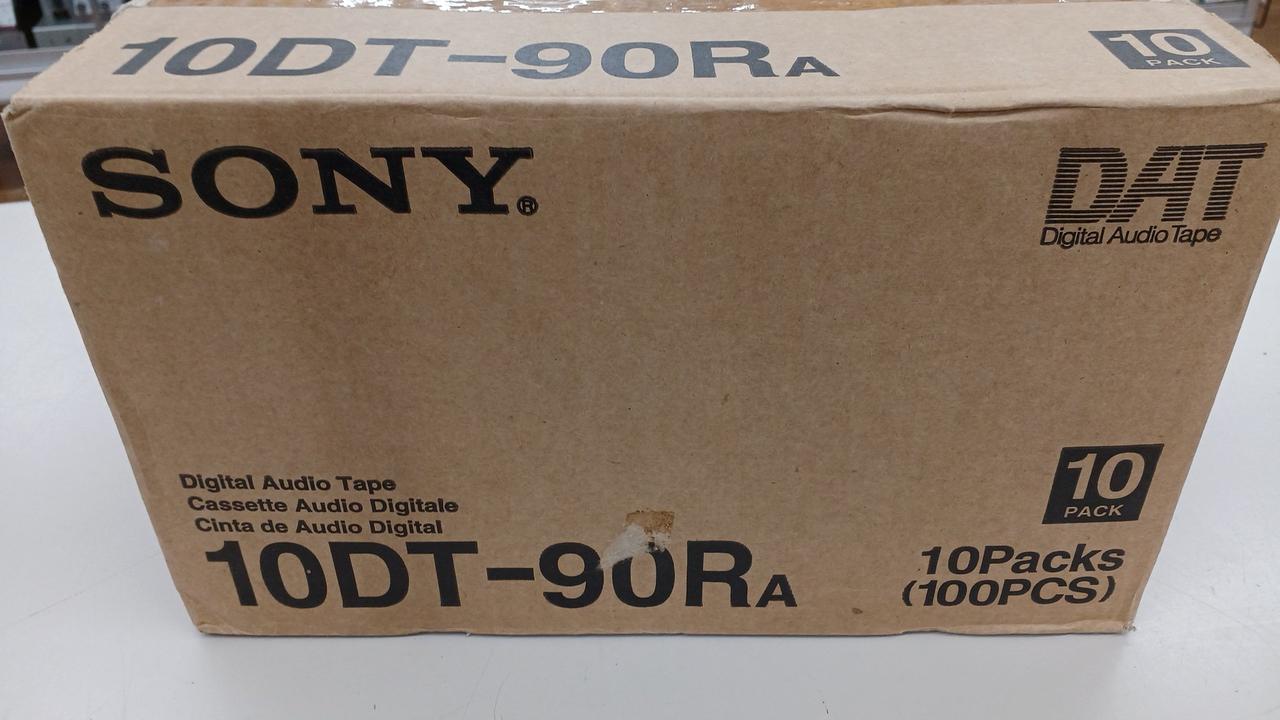 10DT-90RA
10
PACK
SONY®
DAT
Digital Audio Tape
Digital Audio Tape
Cassette Audio Digitale
Cinta de Audio Digital
10DT-90RA
10
PACK
10Packs
(100PCS)